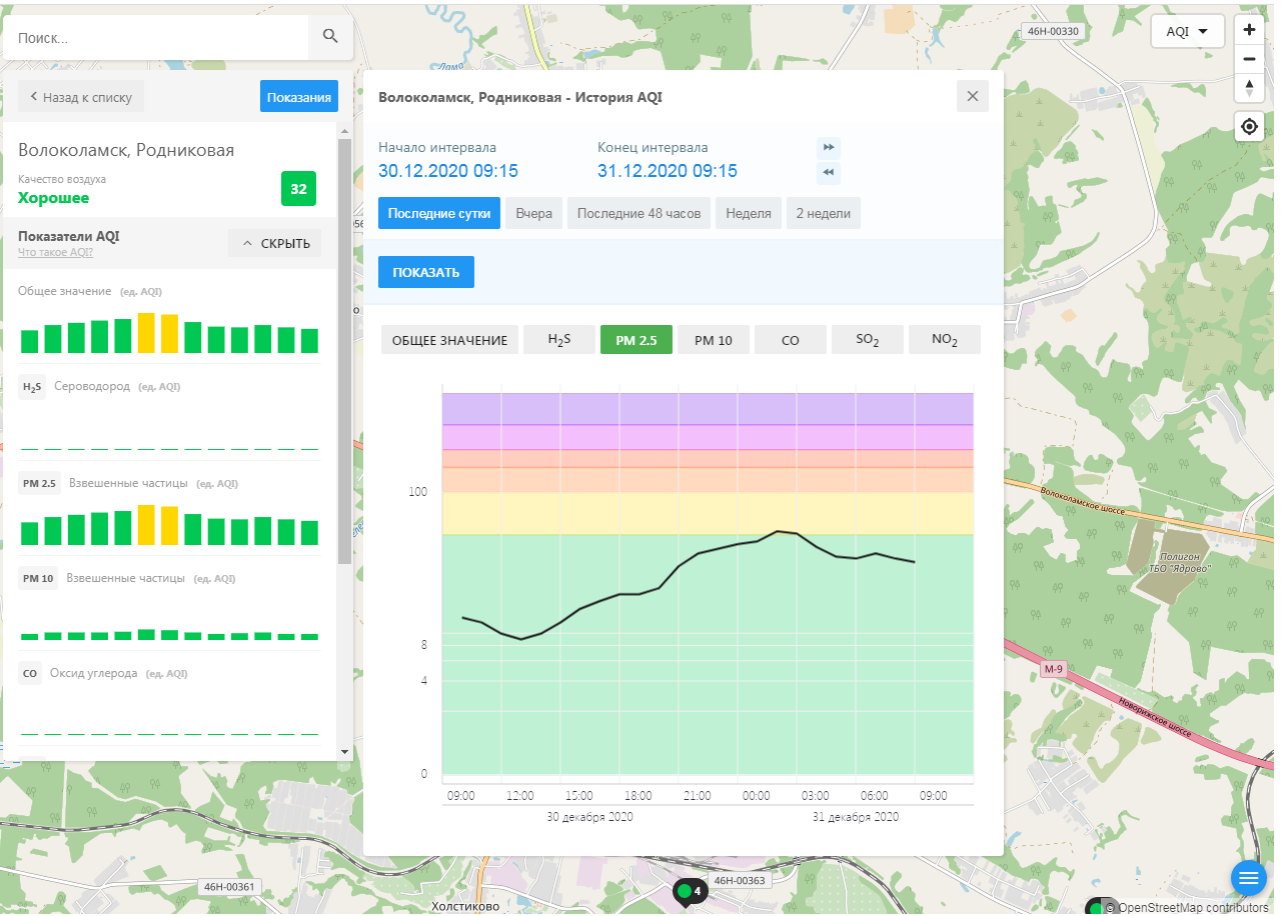 Поиск...
46Н-00330
AQI
Назад к списку
Показания
Волоколамск, Родниковая
Качество воздуха
Хорошее
32
Показатели AQI
Что такое AQI?
СКРЫТЬ
Общее значение (ед. AQI)
H2S Сероводород (ед. AQI)
PM 2.5 Взвешенные частицы (ед. AQI)
PM 10 Взвешенные частицы (ед. AQI)
CO Оксид углерода (ед. AQI)
Волоколамск, Родниковая - История AQI
Начало интервала
30.12.2020 09:15
Конец интервала
31.12.2020 09:15
Последние сутки
Вчера
Последние 48 часов
Неделя
2 недели
ПОКАЗАТЬ
ОБЩЕЕ ЗНАЧЕНИЕ
H2S
PM 2.5
PM 10
CO
SO2
NO2
100
8
4
0
09:00 12:00 15:00 18:00 21:00 00:00 03:00 06:00 09:00
30 декабря 2020 31 декабря 2020
Волоколамское шоссе
Полигон
ТБО "Ядрово"
М-9
Новорижское шоссе
46Н-00361
46Н-00363
4
Холстиково
© OpenStreetMap contributors